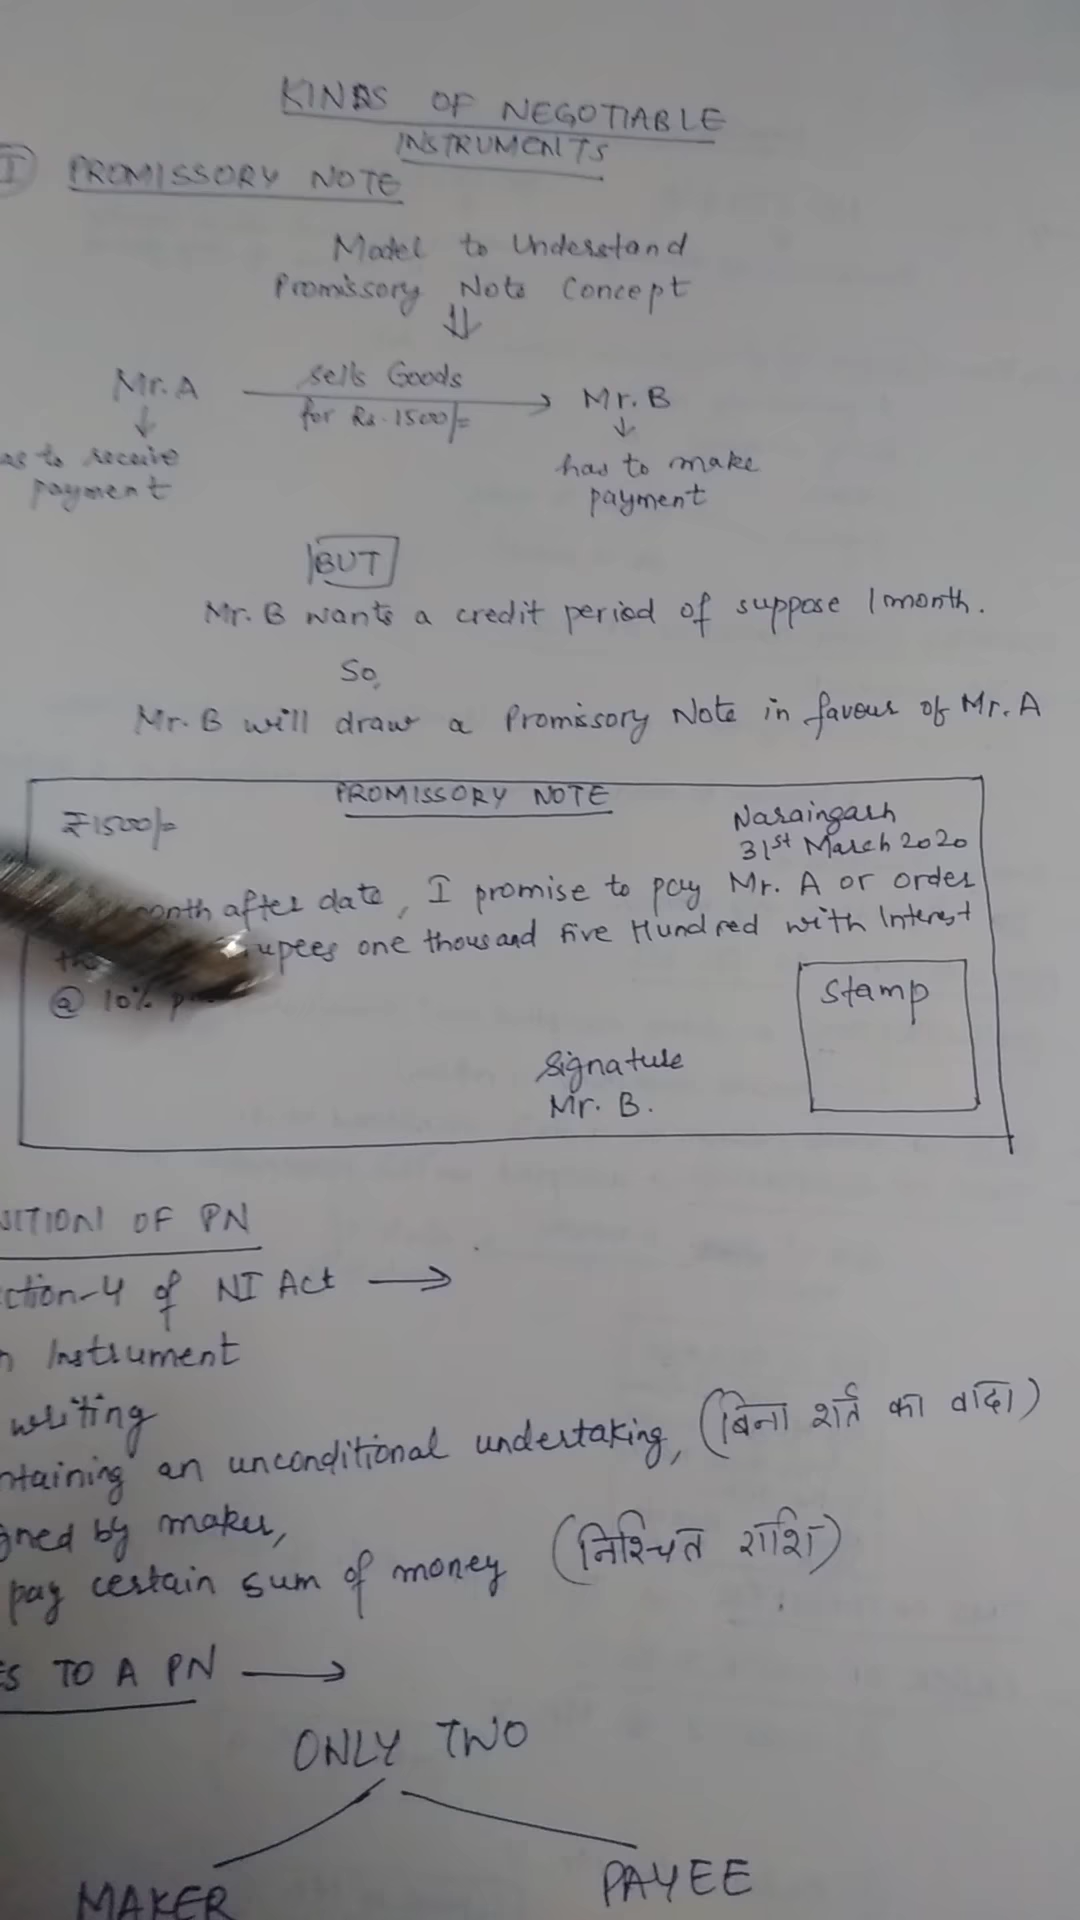 KINDS OF NEGOTIABLE
INSTRUMENTS
I PROMISSORY NOTE
Model to Understand
Promissory Note Concept
⇓
Mr. A sells Goods → Mr. B
for Rs. 1500/=
↓ ↓
as to receive has to make
payment payment
BUT
Mr. B wants a credit period of suppose 1 month.
So,
Mr. B will draw a Promissory Note in favour of Mr. A
PROMISSORY NOTE
₹1500/= Naraingarh
31st March 2020
onth after date, I promise to pay Mr. A or order
upees one thousand five Hundred with Interest
@ 10% p
Stamp
Signature
Mr. B.
NITION OF PN
ction-4 of NI Act →
n Instrument
writing
ntaining an unconditional undertaking, (बिना शर्त का वादा)
gned by maker,
pay certain sum of money (निश्चित राशि)
ES TO A PN →
ONLY TWO
MAKER PAYEE